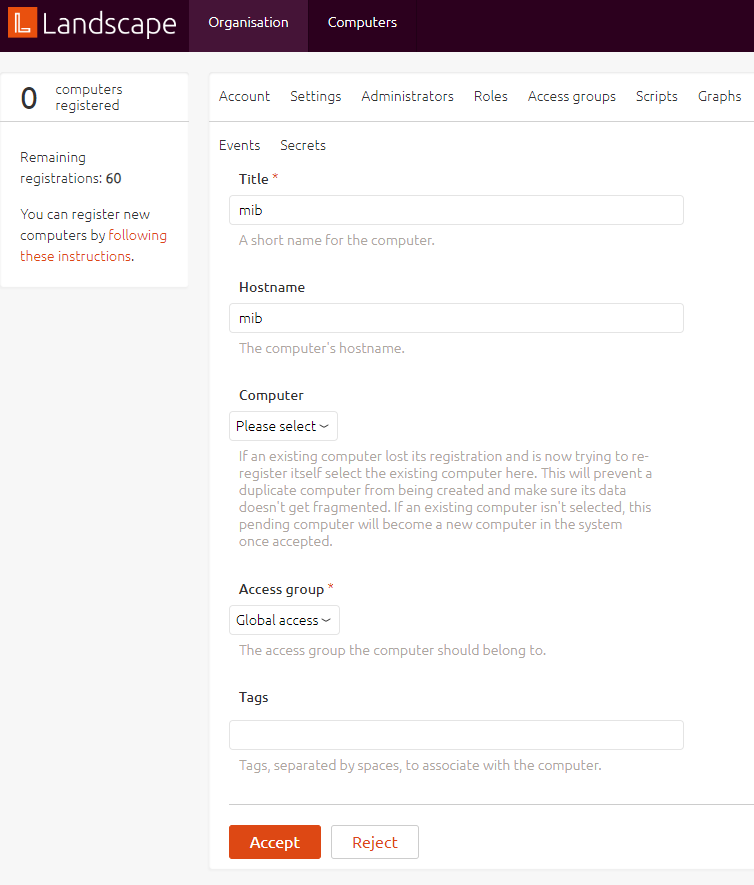 Landscape
Organisation
Computers
0
computers
registered
Remaining
registrations: 60
You can register new
computers by following
these instructions.
Account
Settings
Administrators
Roles
Access groups
Scripts
Graphs
Events
Secrets
Title *
mib
A short name for the computer.
Hostname
mib
The computer's hostname.
Computer
Please select
If an existing computer lost its registration and is now trying to re-
register itself select the existing computer here. This will prevent a
duplicate computer from being created and make sure its data
doesn't get fragmented. If an existing computer isn't selected, this
pending computer will become a new computer in the system
once accepted.
Access group *
Global access
The access group the computer should belong to.
Tags
Tags, separated by spaces, to associate with the computer.
Accept
Reject